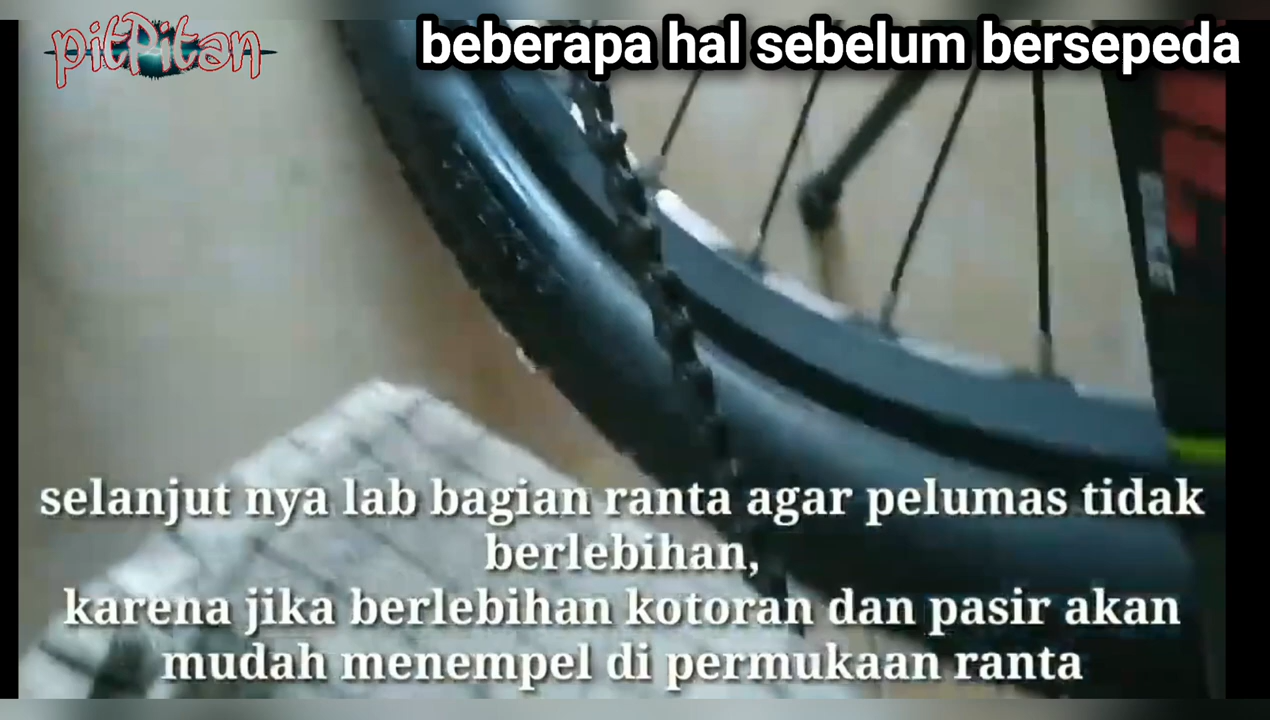 pitPitan
beberapa hal sebelum bersepeda
selanjut nya lab bagian ranta agar pelumas tidak
berlebihan,
karena jika berlebihan kotoran dan pasir akan
mudah menempel di permukaan ranta